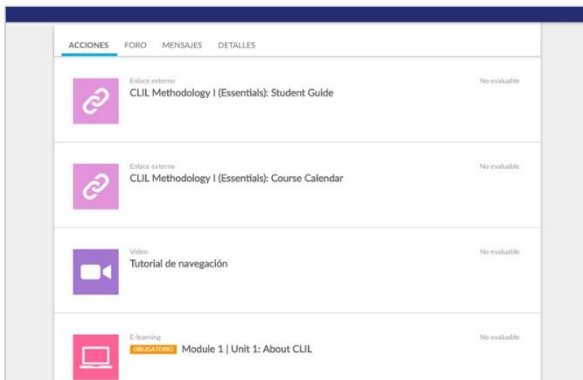 ACCIONES FORO MENSAJES DETALLES
Enlace externo No evaluable
CLIL Methodology I (Essentials): Student Guide
Enlace externo No evaluable
CLIL Methodology I (Essentials): Course Calendar
Video No evaluable
Tutorial de navegación
E-learning No evaluable
OBLIGATORIO Module 1 | Unit 1: About CLIL